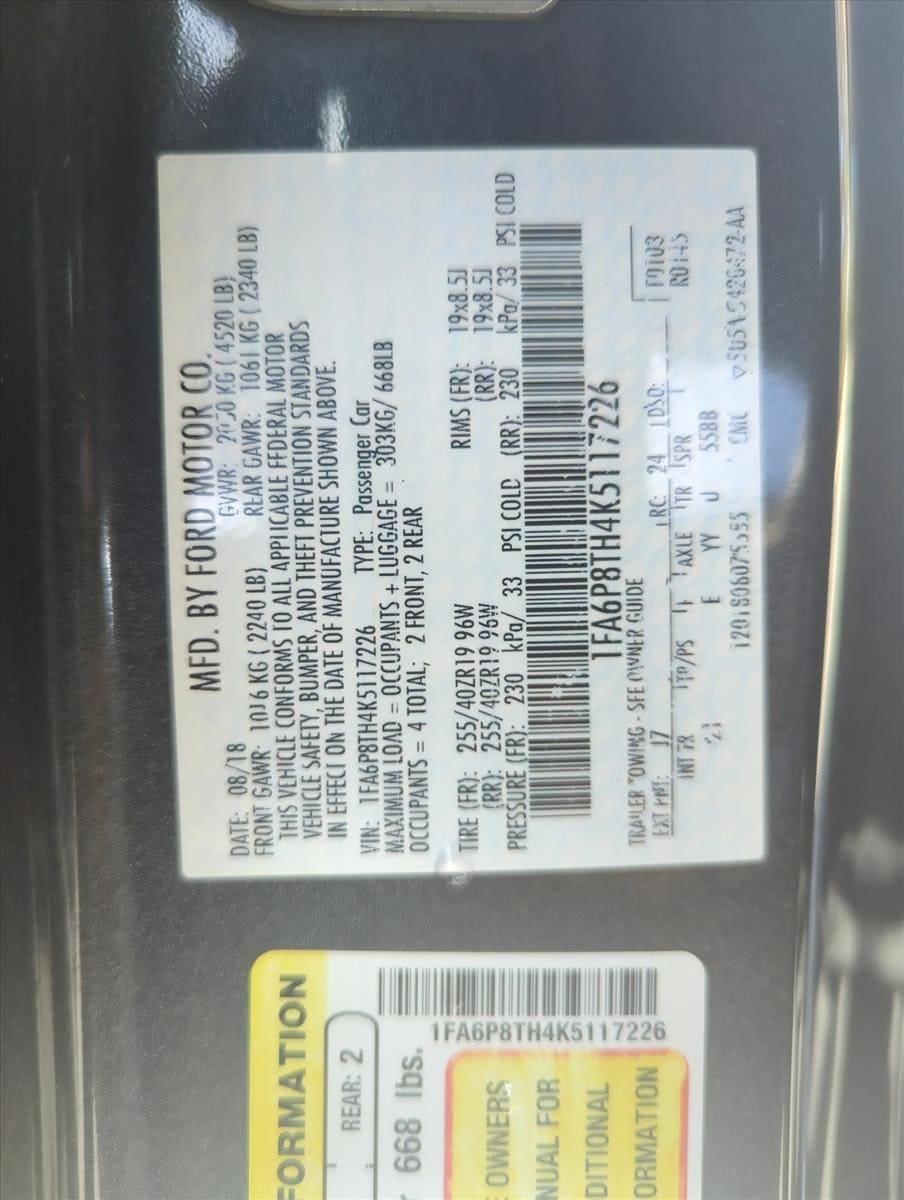 MFD. BY FORD MOTOR CO.
DATE: 08/18 GVWR: KG ( 4520 LB)
FRONT GAWR: 1016 KG ( 2240 LB) REAR GAWR: 1061 KG ( 2340 LB)
THIS VEHICLE CONFORMS TO ALL APPLICABLE FEDERAL MOTOR
VEHICLE SAFETY, BUMPER, AND THEFT PREVENTION STANDARDS
IN EFFECT ON THE DATE OF MANUFACTURE SHOWN ABOVE.
VIN: 1FA6P8TH4K5117226 TYPE: Passenger Car
MAXIMUM LOAD = OCCUPANTS + LUGGAGE = 303KG/ 668LB
OCCUPANTS = 4 TOTAL; 2 FRONT, 2 REAR
TIRE (FR): 255/40ZR19 96W RIMS (FR): 19x8.5J
(RR): 255/40ZR19 96W (RR): 19x8.5J
PRESSURE (FR): 230 kPa/ 33 PSI COLD (RR): 230 kPa/ 33 PSI COLD
1FA6P8TH4K5117226
TRAILER TOWING - SEE OWNER GUIDE
EXT PNT: J7 RC: 24 DSO:
INT TR TP/PS AXLE TR SPR
E YY J 55BB
FORMATION
REAR: 2
668 lbs.
1FA6P8TH4K5117226
OWNERS
NUAL FOR
DITIONAL
ORMATION